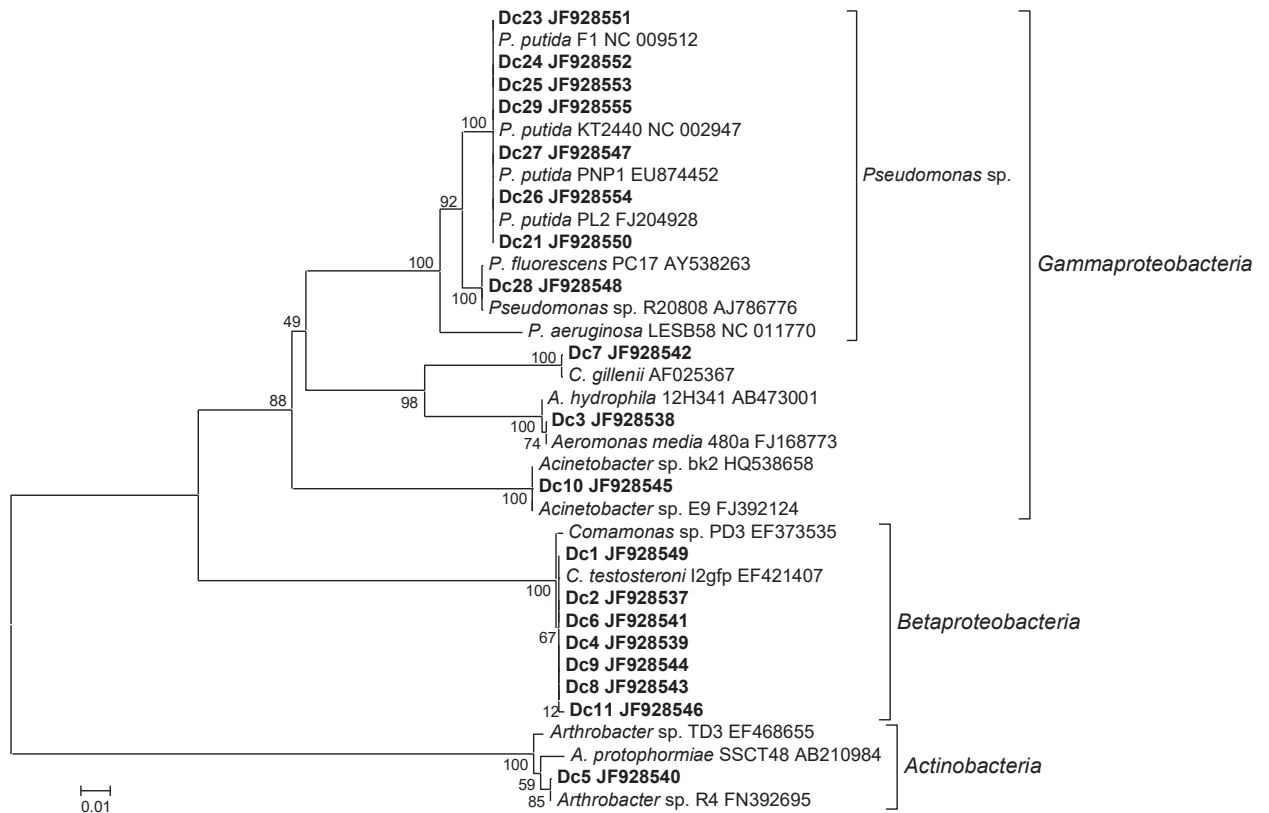 Dc23 JF928551
P. putida F1 NC 009512
Dc24 JF928552
Dc25 JF928553
Dc29 JF928555
100
P. putida KT2440 NC 002947
Dc27 JF928547
P. putida PNP1 EU874452
Pseudomonas sp.
92
Dc26 JF928554
P. putida PL2 FJ204928
Dc21 JF928550
100
P. fluorescens PC17 AY538263
Gammaproteobacteria
Dc28 JF928548
100
Pseudomonas sp. R20808 AJ786776
49
P. aeruginosa LESB58 NC 011770
100
Dc7 JF928542
C. gillenii AF025367
88
98
A. hydrophila 12H341 AB473001
100
Dc3 JF928538
74
Aeromonas media 480a FJ168773
Acinetobacter sp. bk2 HQ538658
Dc10 JF928545
100
Acinetobacter sp. E9 FJ392124
Comamonas sp. PD3 EF373535
Dc1 JF928549
C. testosteroni I2gfp EF421407
100
Dc2 JF928537
Dc6 JF928541
Betaproteobacteria
67
Dc4 JF928539
Dc9 JF928544
Dc8 JF928543
12
Dc11 JF928546
Arthrobacter sp. TD3 EF468655
A. protophormiae SSCT48 AB210984
100
Actinobacteria
Dc5 JF928540
59
85
Arthrobacter sp. R4 FN392695
0.01